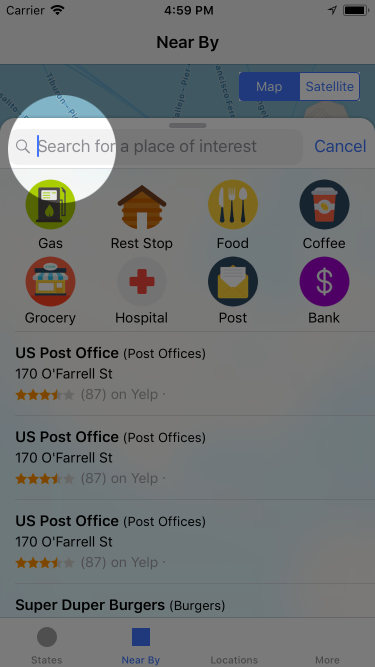 Carrier 4:59 PM
Near By
Tiburon - Pier
Map Satellite
Search for a place of interest Cancel
Gas Rest Stop Food Coffee
Grocery Hospital Post Bank
US Post Office (Post Offices)
170 O'Farrell St
(87) on Yelp ·
US Post Office (Post Offices)
170 O'Farrell St
(87) on Yelp ·
US Post Office (Post Offices)
170 O'Farrell St
(87) on Yelp ·
Super Duper Burgers (Burgers)
States Near By Locations More